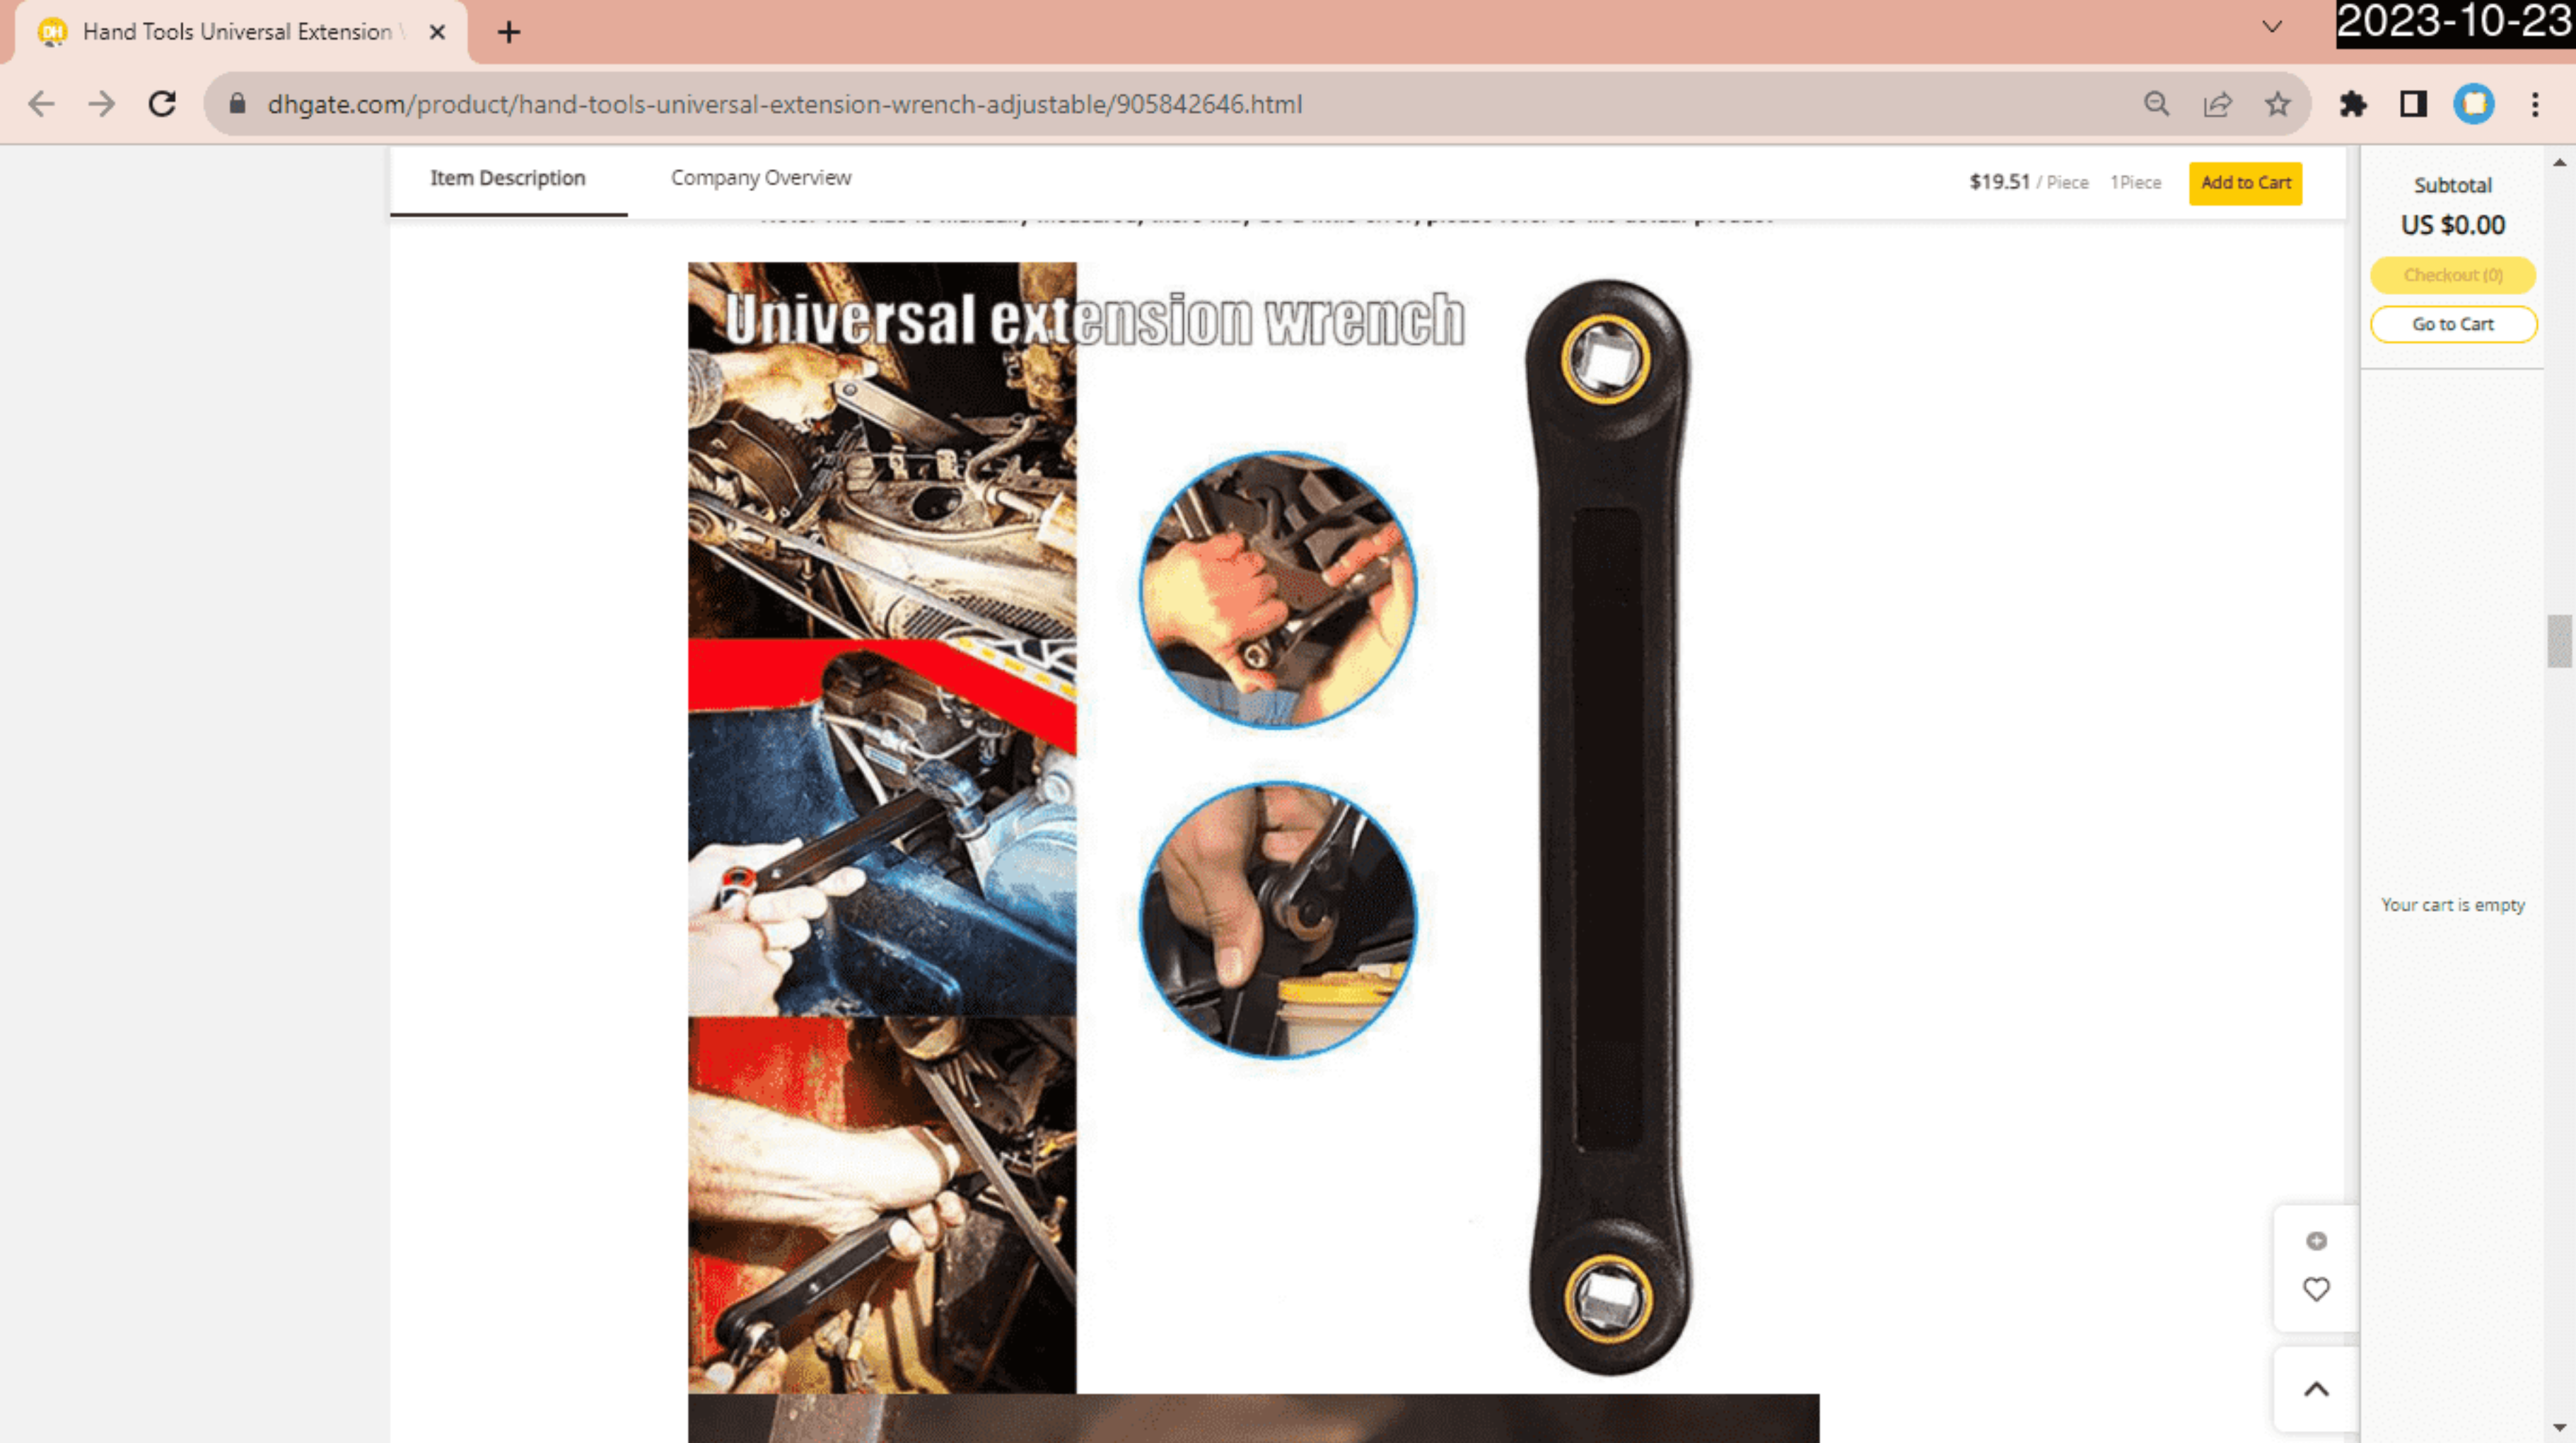 Hand Tools Universal Extension
2023-10-23
dhgate.com/product/hand-tools-universal-extension-wrench-adjustable/905842646.html
Item Description
Company Overview
$19.51 / Piece 1Piece
Add to Cart
Subtotal
US $0.00
Checkout (0)
Go to Cart
Universal extension wrench
Your cart is empty